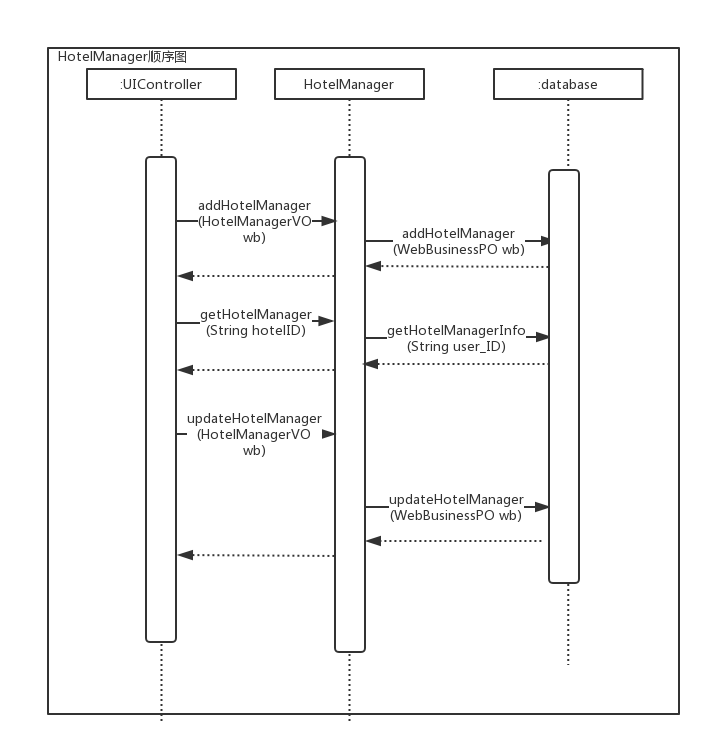 HotelManager顺序图
:UIController
HotelManager
:database
addHotelManager
(HotelManagerVO
wb)
addHotelManager
(WebBusinessPO wb)
getHotelManager
(String hotelID)
getHotelManagerInfo
(String user_ID)
updateHotelManager
(HotelManagerVO
wb)
updateHotelManager
(WebBusinessPO wb)